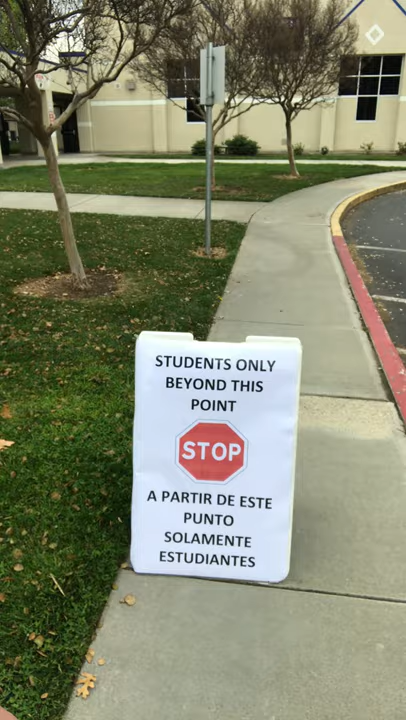 STUDENTS ONLY
BEYOND THIS
POINT
STOP
A PARTIR DE ESTE
PUNTO
SOLAMENTE
ESTUDIANTES